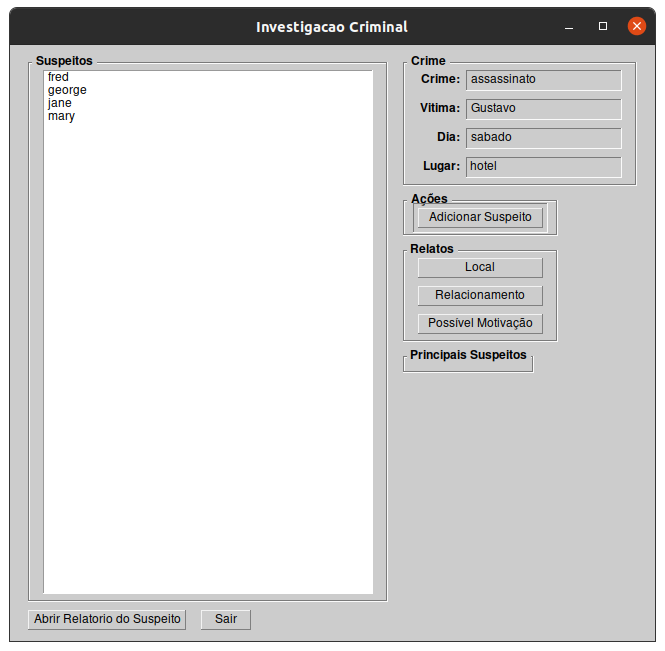 Investigacao Criminal
Suspeitos
fred
george
jane
mary
Abrir Relatorio do Suspeito
Sair
Crime
Crime: assassinato
Vitima: Gustavo
Dia: sabado
Lugar: hotel
Ações
Adicionar Suspeito
Relatos
Local
Relacionamento
Possível Motivação
Principais Suspeitos